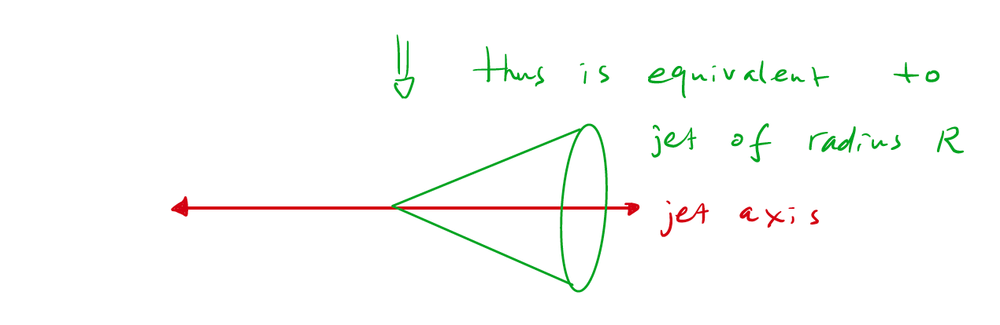 thus is equivalent to
jet of radius R
jet axis